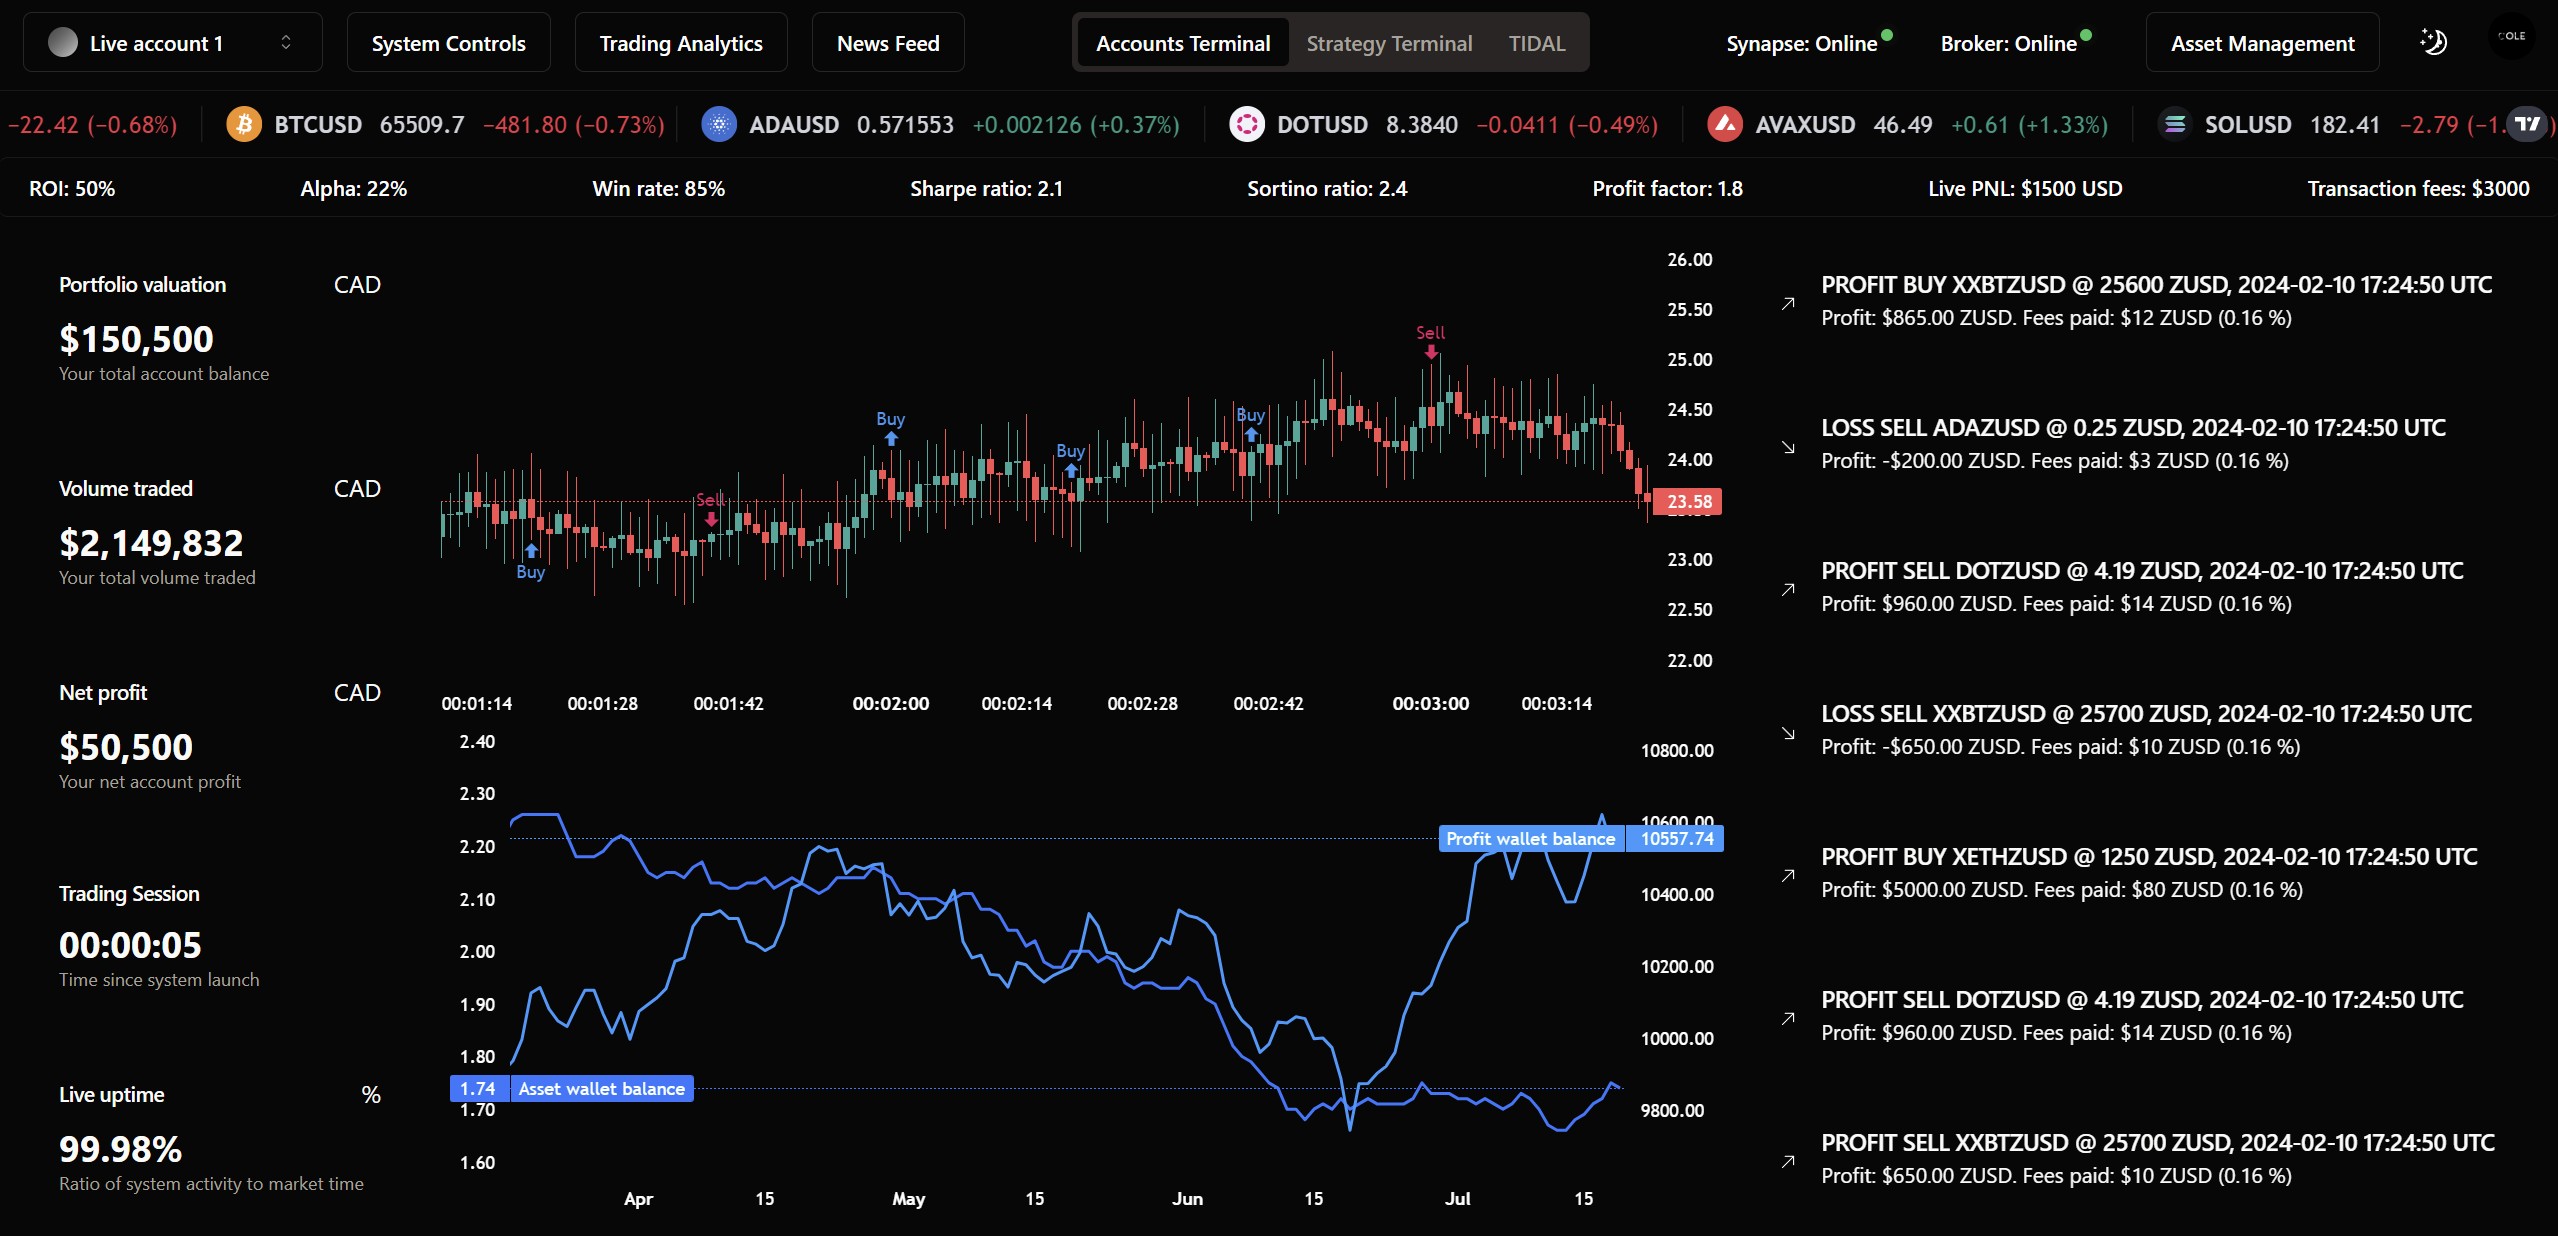 Live account 1
System Controls
Trading Analytics
News Feed
Accounts Terminal
Strategy Terminal
TIDAL
Synapse: Online
Broker: Online
Asset Management
COLE
−22.42 (−0.68%)
BTCUSD 65509.7 −481.80 (−0.73%)
ADAUSD 0.571553 +0.002126 (+0.37%)
DOTUSD 8.3840 −0.0411 (−0.49%)
AVAXUSD 46.49 +0.61 (+1.33%)
SOLUSD 182.41 −2.79 (−1.
ROI: 50%
Alpha: 22%
Win rate: 85%
Sharpe ratio: 2.1
Sortino ratio: 2.4
Profit factor: 1.8
Live PNL: $1500 USD
Transaction fees: $3000
Portfolio valuation CAD
$150,500
Your total account balance
Volume traded CAD
$2,149,832
Your total volume traded
Net profit CAD
$50,500
Your net account profit
Trading Session
00:00:05
Time since system launch
Live uptime %
99.98%
Ratio of system activity to market time
Buy
Sell
Buy
Buy
Buy
Sell
26.00
25.50
25.00
24.50
24.00
23.58
23.00
22.50
22.00
00:01:14 00:01:28 00:01:42 00:02:00 00:02:14 00:02:28 00:02:42 00:03:00 00:03:14
2.40
2.30
2.20
2.10
2.00
1.90
1.80
1.74 Asset wallet balance
1.70
1.60
10800.00
10600.00
Profit wallet balance 10557.74
10400.00
10200.00
10000.00
9800.00
Apr 15 May 15 Jun 15 Jul 15
PROFIT BUY XXBTZUSD @ 25600 ZUSD, 2024-02-10 17:24:50 UTC
Profit: $865.00 ZUSD. Fees paid: $12 ZUSD (0.16 %)
LOSS SELL ADAZUSD @ 0.25 ZUSD, 2024-02-10 17:24:50 UTC
Profit: -$200.00 ZUSD. Fees paid: $3 ZUSD (0.16 %)
PROFIT SELL DOTZUSD @ 4.19 ZUSD, 2024-02-10 17:24:50 UTC
Profit: $960.00 ZUSD. Fees paid: $14 ZUSD (0.16 %)
LOSS SELL XXBTZUSD @ 25700 ZUSD, 2024-02-10 17:24:50 UTC
Profit: -$650.00 ZUSD. Fees paid: $10 ZUSD (0.16 %)
PROFIT BUY XETHZUSD @ 1250 ZUSD, 2024-02-10 17:24:50 UTC
Profit: $5000.00 ZUSD. Fees paid: $80 ZUSD (0.16 %)
PROFIT SELL DOTZUSD @ 4.19 ZUSD, 2024-02-10 17:24:50 UTC
Profit: $960.00 ZUSD. Fees paid: $14 ZUSD (0.16 %)
PROFIT SELL XXBTZUSD @ 25700 ZUSD, 2024-02-10 17:24:50 UTC
Profit: $650.00 ZUSD. Fees paid: $10 ZUSD (0.16 %)